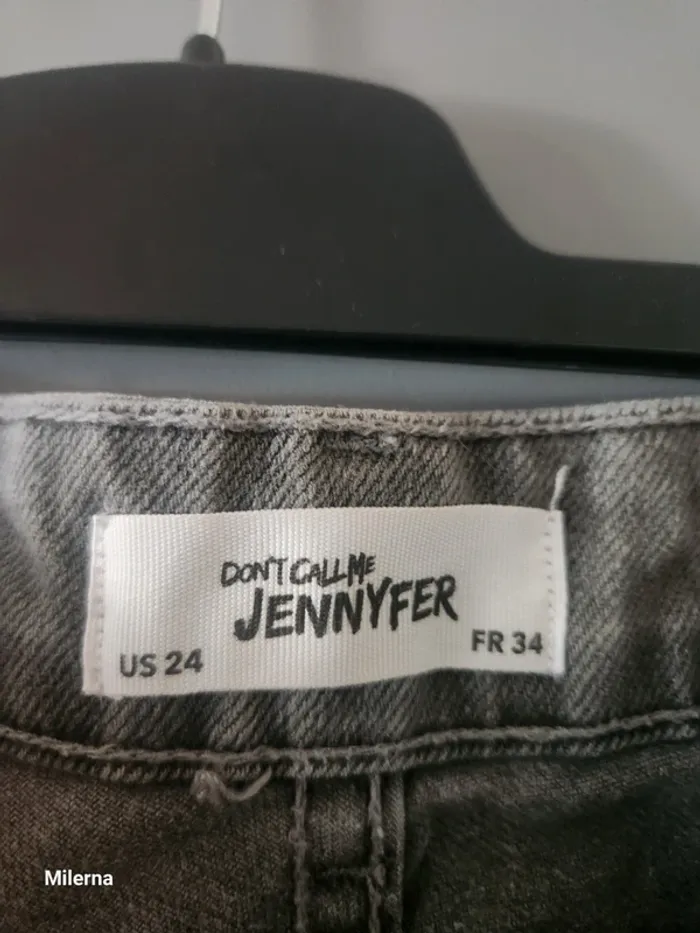 DON'T CALL ME
JENNYFER
US 24
FR 34
Milerna